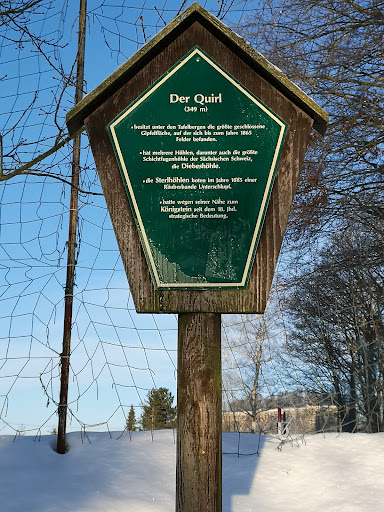 Der Quirl
(349 m)
• besitzt unter den Tafelbergen die größte geschlossene
Gipfelfläche, auf der sich bis zum Jahre 1865
Felder befanden.
• hat mehrere Höhlen, darunter auch die größte
Schichtfugenhöhle der Sächsischen Schweiz,
die Diebeshöhle.
• die Sterlhöhlen boten im Jahre 1885 einer
Räuberbande Unterschlupf.
• hatte wegen seiner Nähe zum
Königstein seit dem 18. Jhd.
strategische Bedeutung.